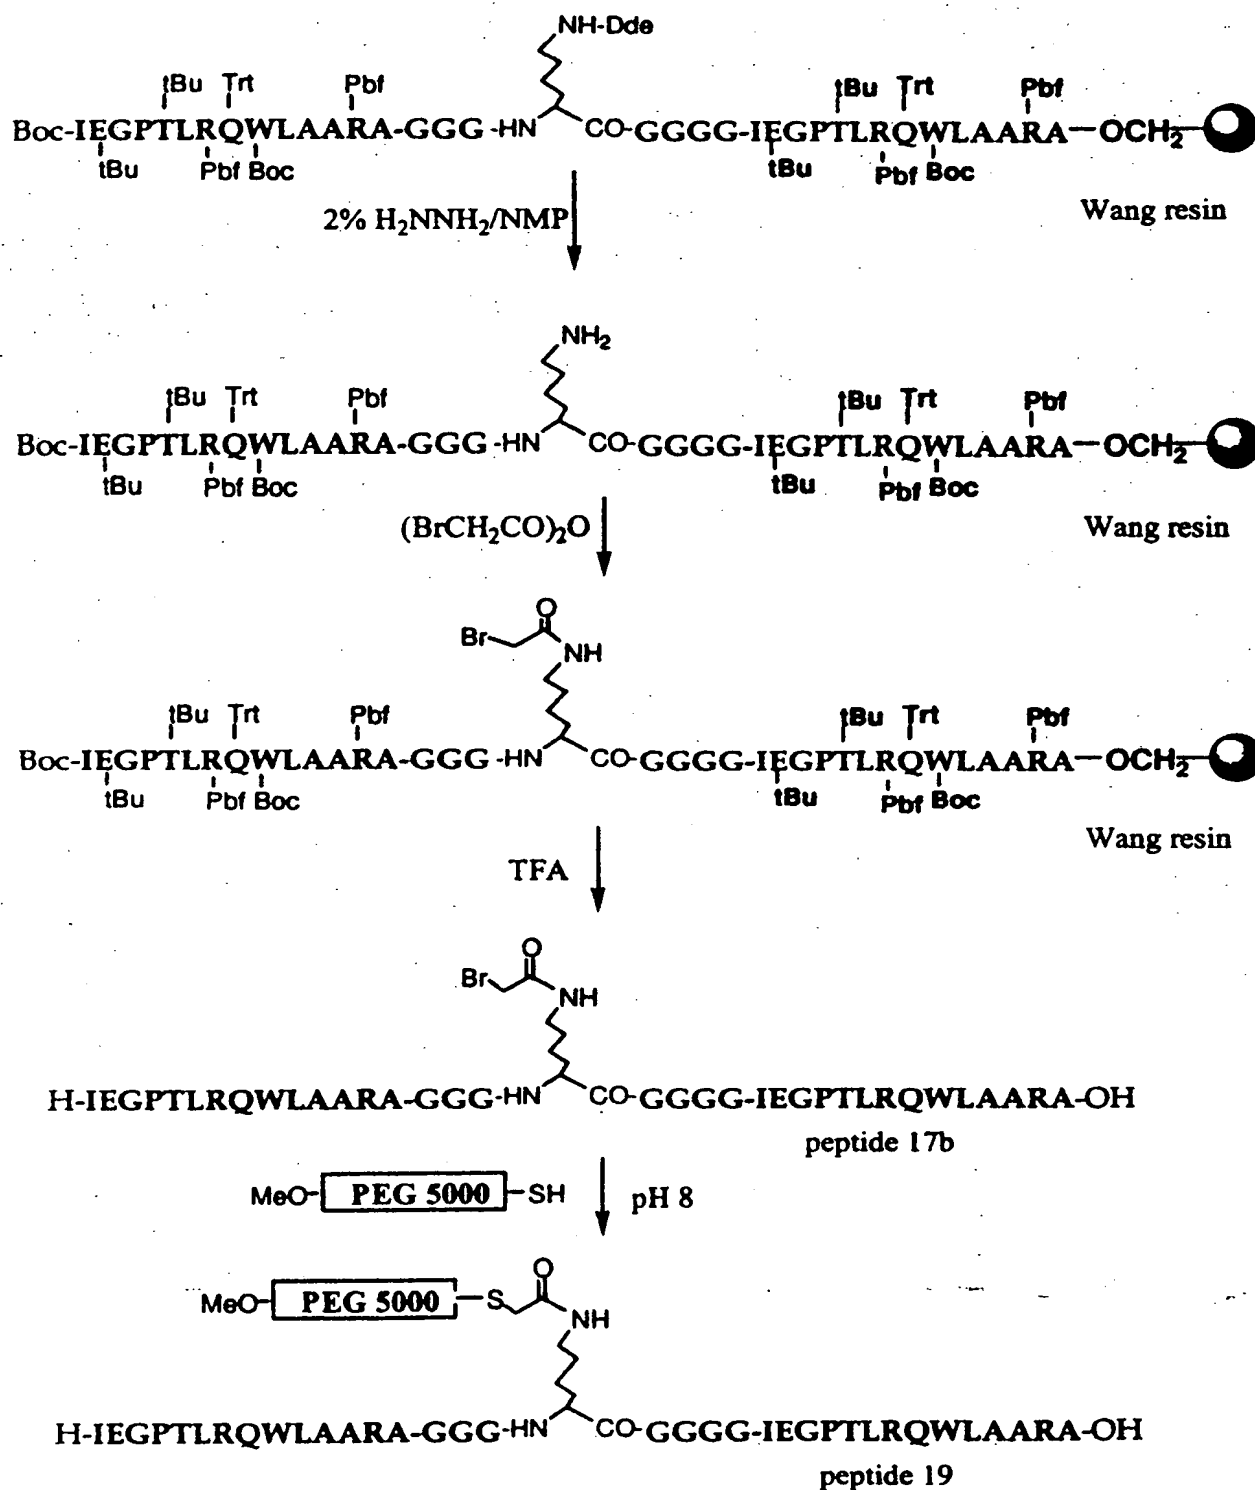 NH-Dde
tBu Trt Pbf tBu Trt Pbf
Boc-IEGPTLRQWLAARA-GGG-HN CO-GGGG-IEGPTLRQWLAARA-OCH2
tBu Pbf Boc tBu Pbf Boc
Wang resin
2% H2NNH2/NMP
NH2
tBu Trt Pbf tBu Trt Pbf
Boc-IEGPTLRQWLAARA-GGG-HN CO-GGGG-IEGPTLRQWLAARA-OCH2
tBu Pbf Boc tBu Pbf Boc
Wang resin
(BrCH2CO)2O
O
Br
NH
tBu Trt Pbf tBu Trt Pbf
Boc-IEGPTLRQWLAARA-GGG-HN CO-GGGG-IEGPTLRQWLAARA-OCH2
tBu Pbf Boc tBu Pbf Boc
Wang resin
TFA
O
Br
NH
H-IEGPTLRQWLAARA-GGG-HN CO-GGGG-IEGPTLRQWLAARA-OH
peptide 17b
MeO-PEG 5000-SH pH 8
O
MeO-PEG 5000-S
NH
H-IEGPTLRQWLAARA-GGG-HN CO-GGGG-IEGPTLRQWLAARA-OH
peptide 19